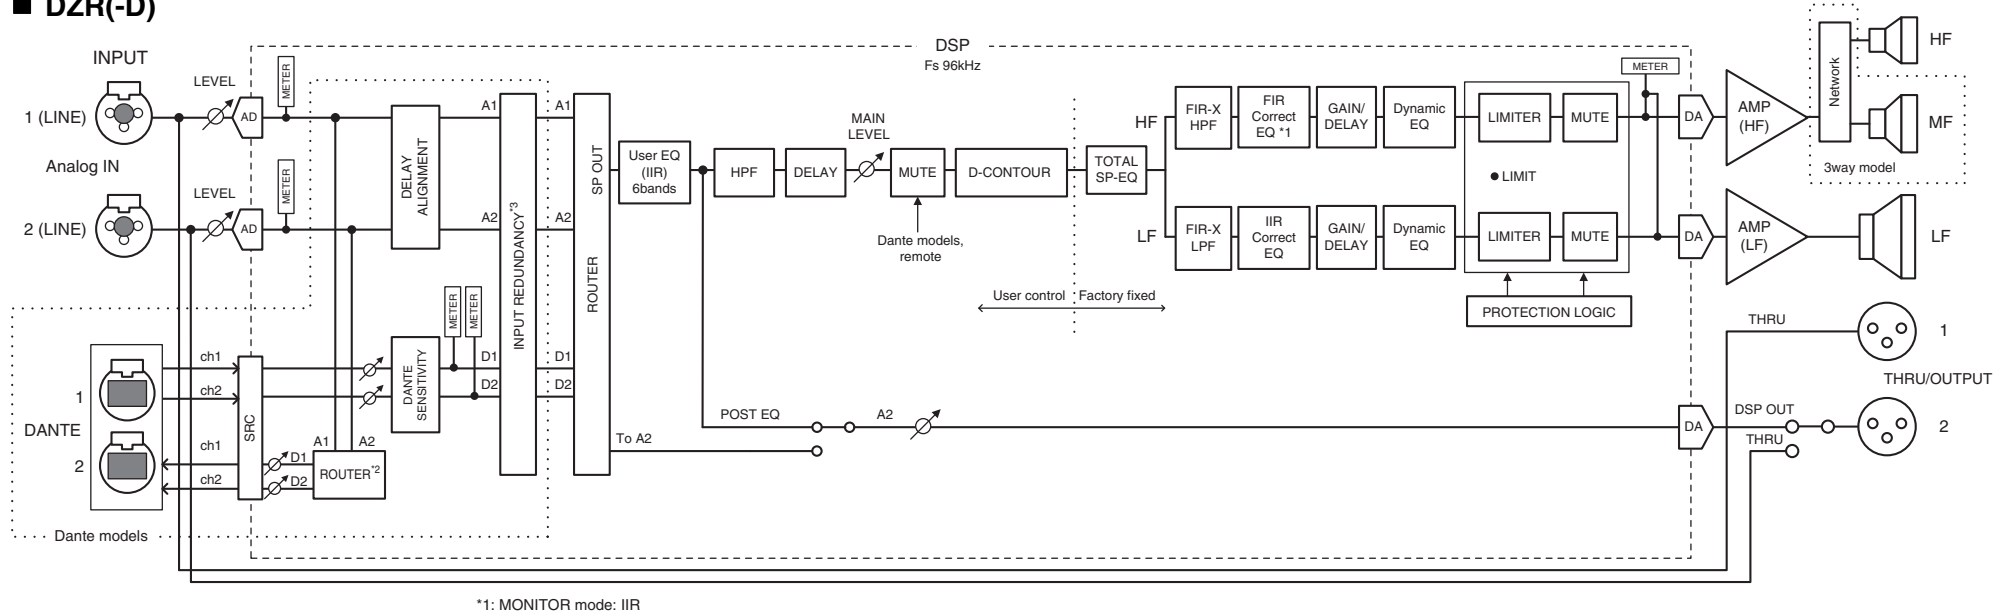 ■ DZR(-D)
INPUT
1 (LINE)
Analog IN
2 (LINE)
LEVEL
LEVEL
METER
METER
AD
AD
DSP
Fs 96kHz
DELAY ALIGNMENT
A1
A2
INPUT REDUNDANCY*3
A1
A2
D1
D2
D1
D2
SP OUT
ROUTER
METER
METER
DANTE SENSITIVITY
DANTE
1
2
ch1
ch2
ch1
ch2
SRC
A1
A2
D1
D2
ROUTER*2
Dante models
User EQ
(IIR)
6bands
HPF
DELAY
MAIN
LEVEL
MUTE
Dante models,
remote
D-CONTOUR
User control
Factory fixed
TOTAL
SP-EQ
HF
LF
FIR-X
HPF
FIR
Correct
EQ *1
GAIN/
DELAY
Dynamic
EQ
LIMITER
MUTE
LIMIT
FIR-X
LPF
IIR
Correct
EQ
GAIN/
DELAY
Dynamic
EQ
LIMITER
MUTE
PROTECTION LOGIC
METER
DA
DA
AMP
(HF)
AMP
(LF)
Network
HF
MF
3way model
LF
POST EQ
A2
To A2
DA
DSP OUT
THRU
THRU
1
THRU/OUTPUT
2
*1: MONITOR mode: IIR